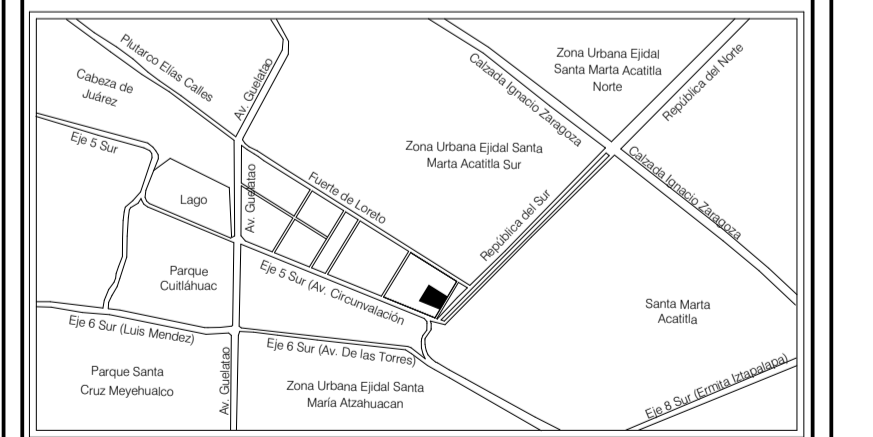 Plutarco Elías Calles
Cabeza de
Juárez
Av. Guelatao
Calzada Ignacio Zaragoza
Zona Urbana Ejidal
Santa Marta Acatitla
Norte
República del Norte
Eje 5 Sur
Zona Urbana Ejidal Santa
Marta Acatitla Sur
Calzada Ignacio Zaragoza
Lago
Av. Guelatao
Fuerte de Loreto
República del Sur
Parque
Cuitláhuac
Eje 5 Sur (Av. Circunvalación
Santa Marta
Acatitla
Eje 6 Sur (Luis Mendez)
Eje 6 Sur (Av. De las Torres)
Parque Santa
Cruz Meyehualco
Av. Guelatao
Zona Urbana Ejidal Santa
María Atzahuacan
Eje 8 Sur (Ermita Iztapalapa)